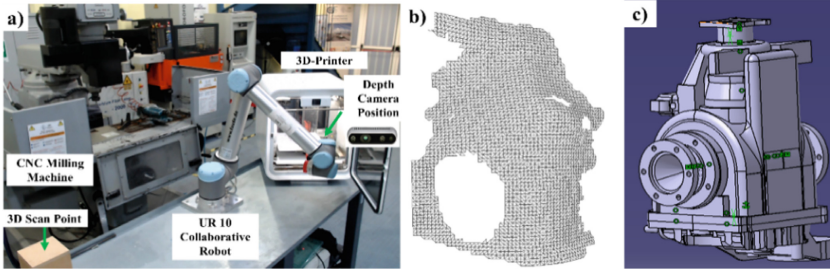 a)
3D-Printer
Depth
Camera
Position
CNC Milling
Machine
3D Scan Point
UR 10
Collaborative
Robot
b)
c)